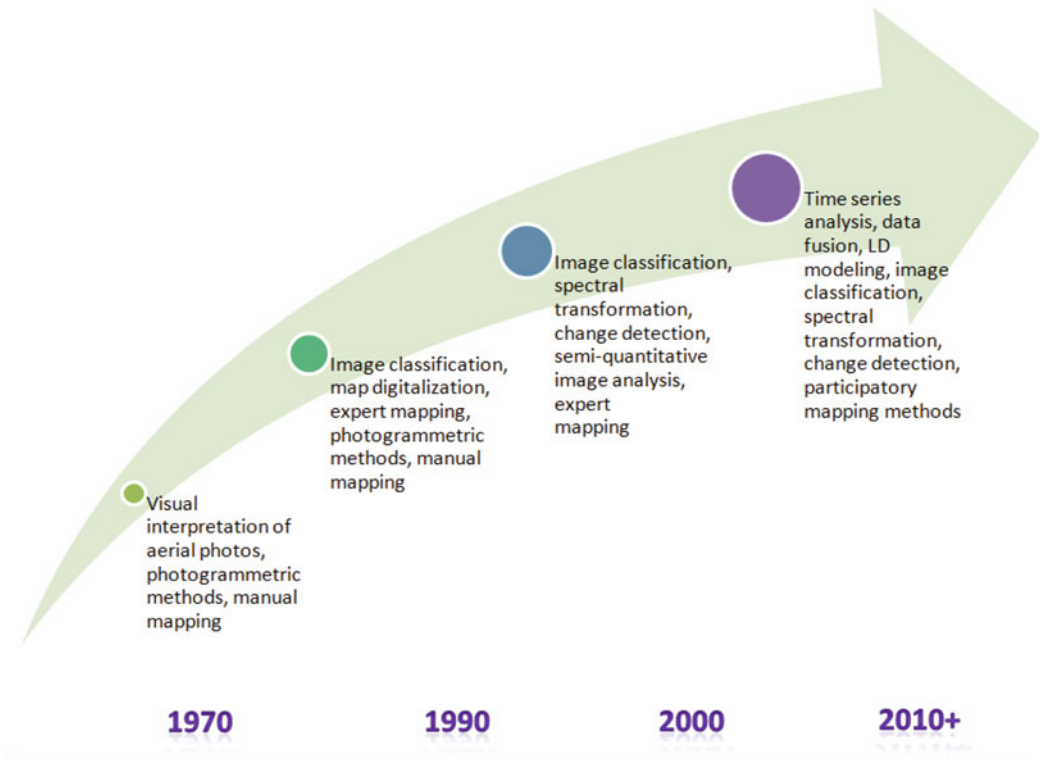 Visual
interpretation of
aerial photos,
photogrammetric
methods, manual
mapping
Image classification,
map digitalization,
expert mapping,
photogrammetric
methods, manual
mapping
Image classification,
spectral
transformation,
change detection,
semi-quantitative
image analysis,
expert
mapping
Time series
analysis, data
fusion, LD
modeling, image
classification,
spectral
transformation,
change detection,
participatory
mapping methods
1970 1990 2000 2010+